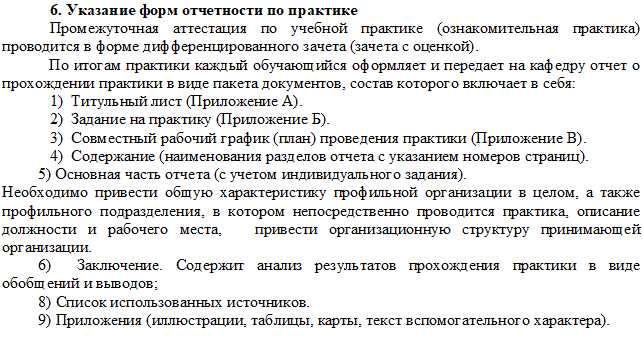 6. Указание форм отчетности по практике
Промежуточная аттестация по учебной практике (ознакомительная практика)
проводится в форме дифференцированного зачета (зачета с оценкой).
По итогам практики каждый обучающийся оформляет и передает на кафедру отчет о
прохождении практики в виде пакета документов, состав которого включает в себя:
1) Титульный лист (Приложение А).
2) Задание на практику (Приложение Б).
3) Совместный рабочий график (план) проведения практики (Приложение В).
4) Содержание (наименования разделов отчета с указанием номеров страниц).
5) Основная часть отчета (с учетом индивидуального задания).
Необходимо привести общую характеристику профильной организации в целом, а также
профильного подразделения, в котором непосредственно проводится практика, описание
должности и рабочего места, привести организационную структуру принимающей
организации.
6) Заключение. Содержит анализ результатов прохождения практики в виде
обобщений и выводов;
8) Список использованных источников.
9) Приложения (иллюстрации, таблицы, карты, текст вспомогательного характера).